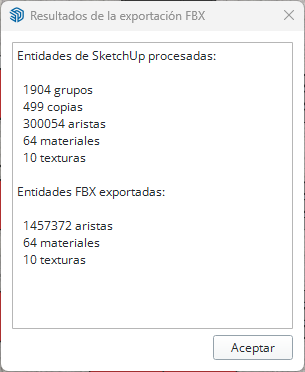 Resultados de la exportación FBX
Entidades de SketchUp procesadas:
1904 grupos
499 copias
300054 aristas
64 materiales
10 texturas
Entidades FBX exportadas:
1457372 aristas
64 materiales
10 texturas
Aceptar